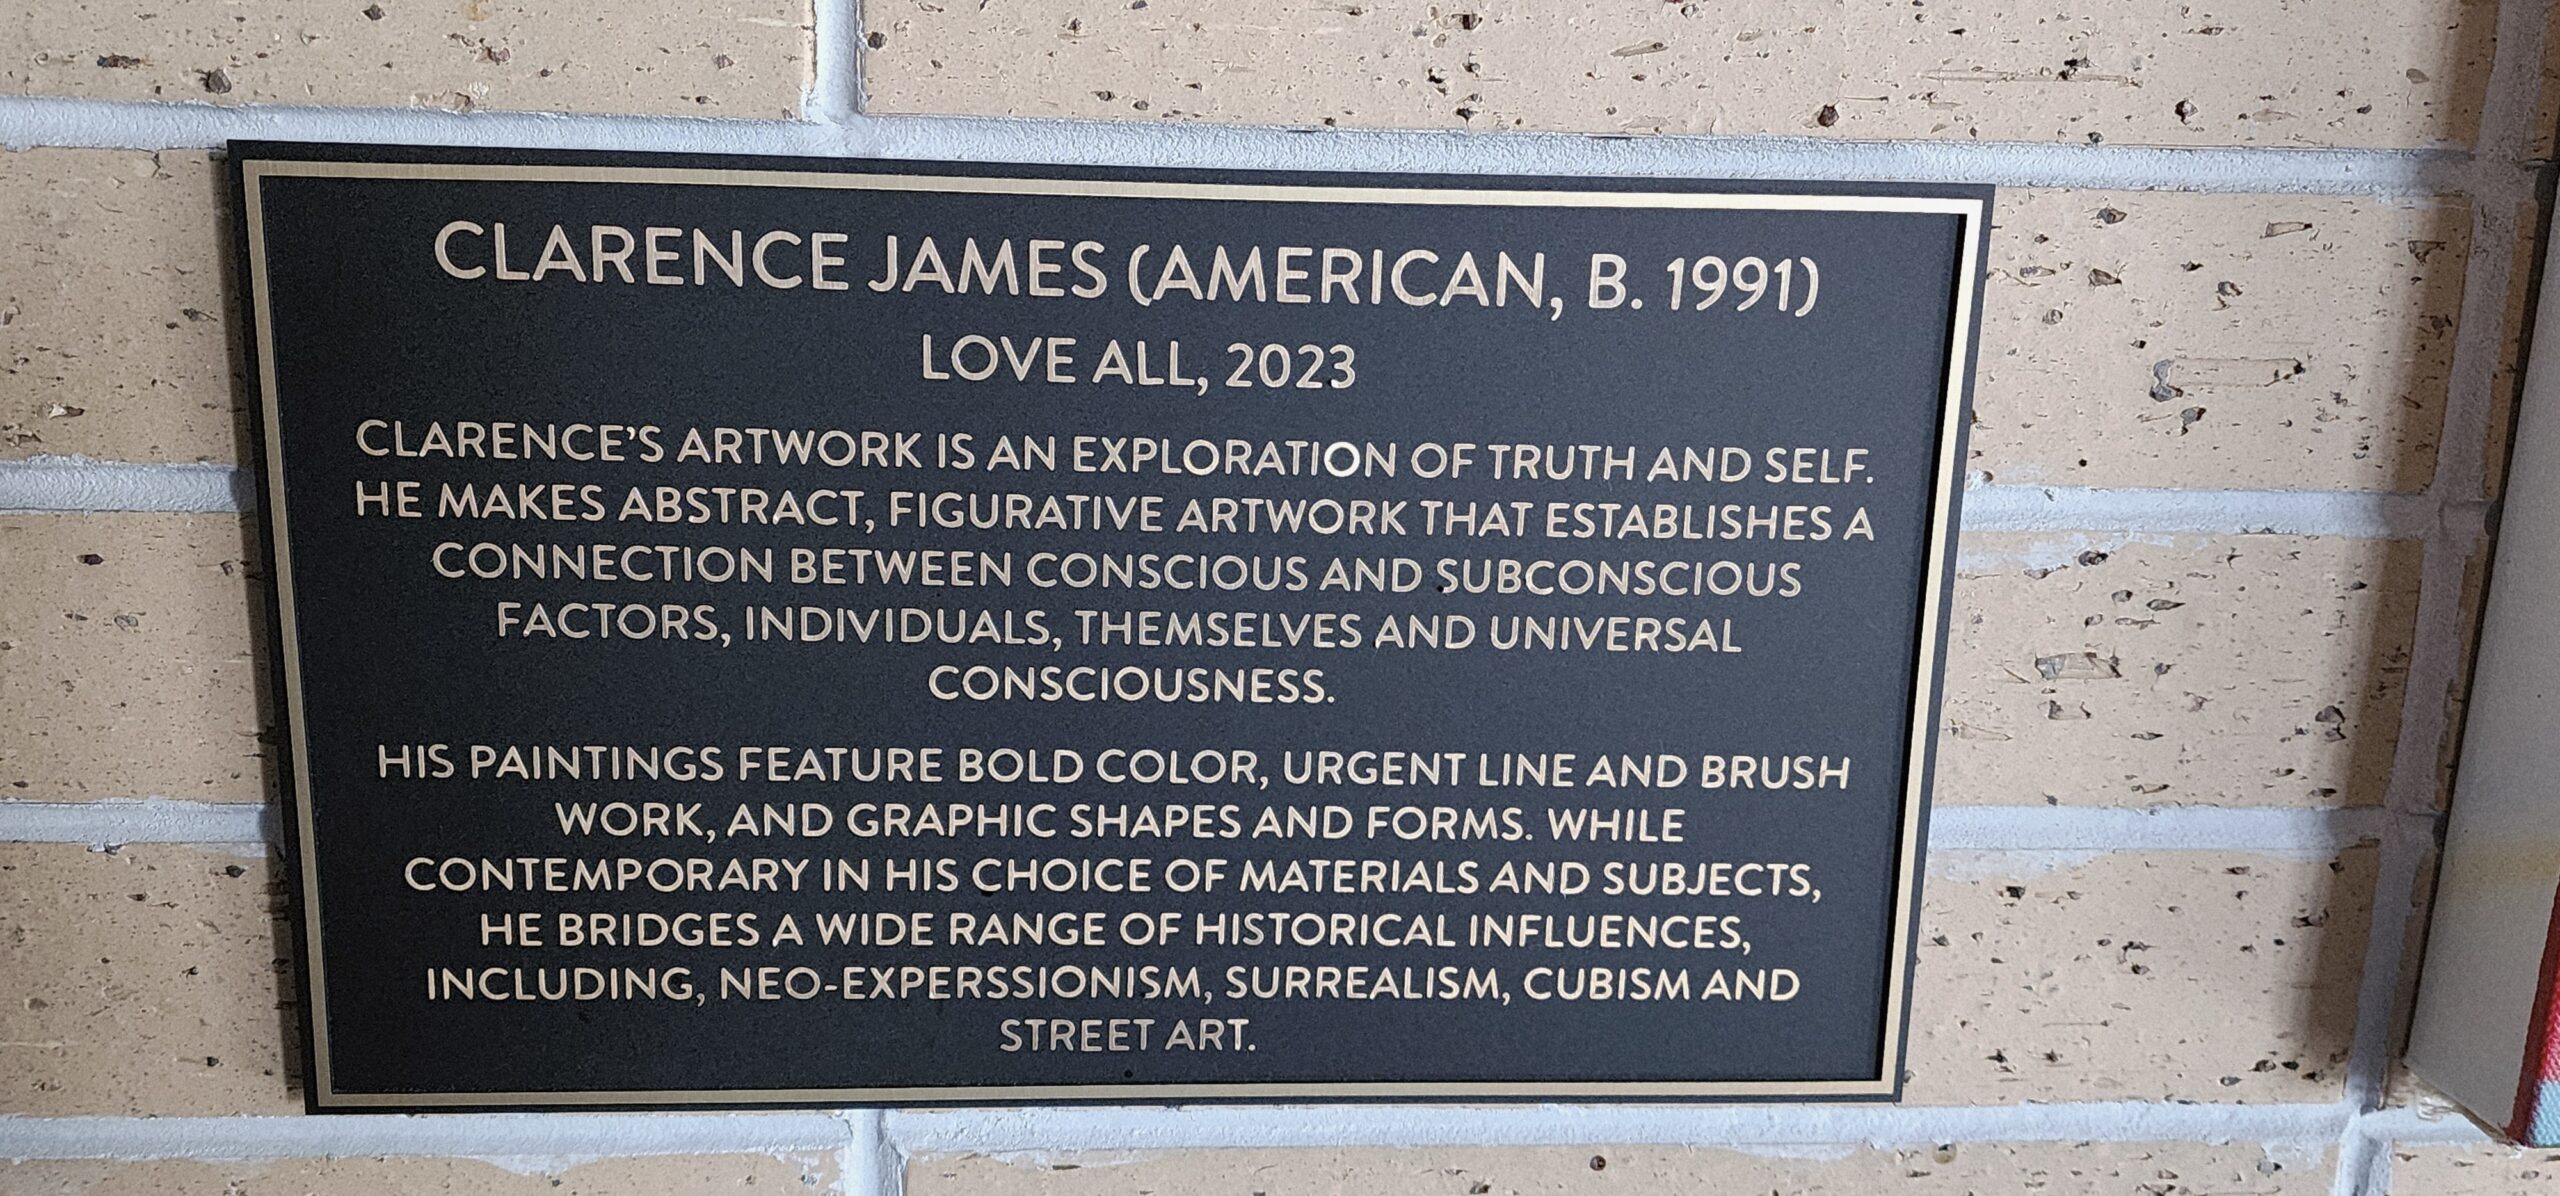 CLARENCE JAMES (AMERICAN, B. 1991)
LOVE ALL, 2023
CLARENCE'S ARTWORK IS AN EXPLORATION OF TRUTH AND SELF.
HE MAKES ABSTRACT, FIGURATIVE ARTWORK THAT ESTABLISHES A
CONNECTION BETWEEN CONSCIOUS AND SUBCONSCIOUS
FACTORS, INDIVIDUALS, THEMSELVES AND UNIVERSAL
CONSCIOUSNESS.
HIS PAINTINGS FEATURE BOLD COLOR, URGENT LINE AND BRUSH
WORK, AND GRAPHIC SHAPES AND FORMS. WHILE
CONTEMPORARY IN HIS CHOICE OF MATERIALS AND SUBJECTS,
HE BRIDGES A WIDE RANGE OF HISTORICAL INFLUENCES,
INCLUDING, NEO-EXPERSSIONISM, SURREALISM, CUBISM AND
STREET ART.